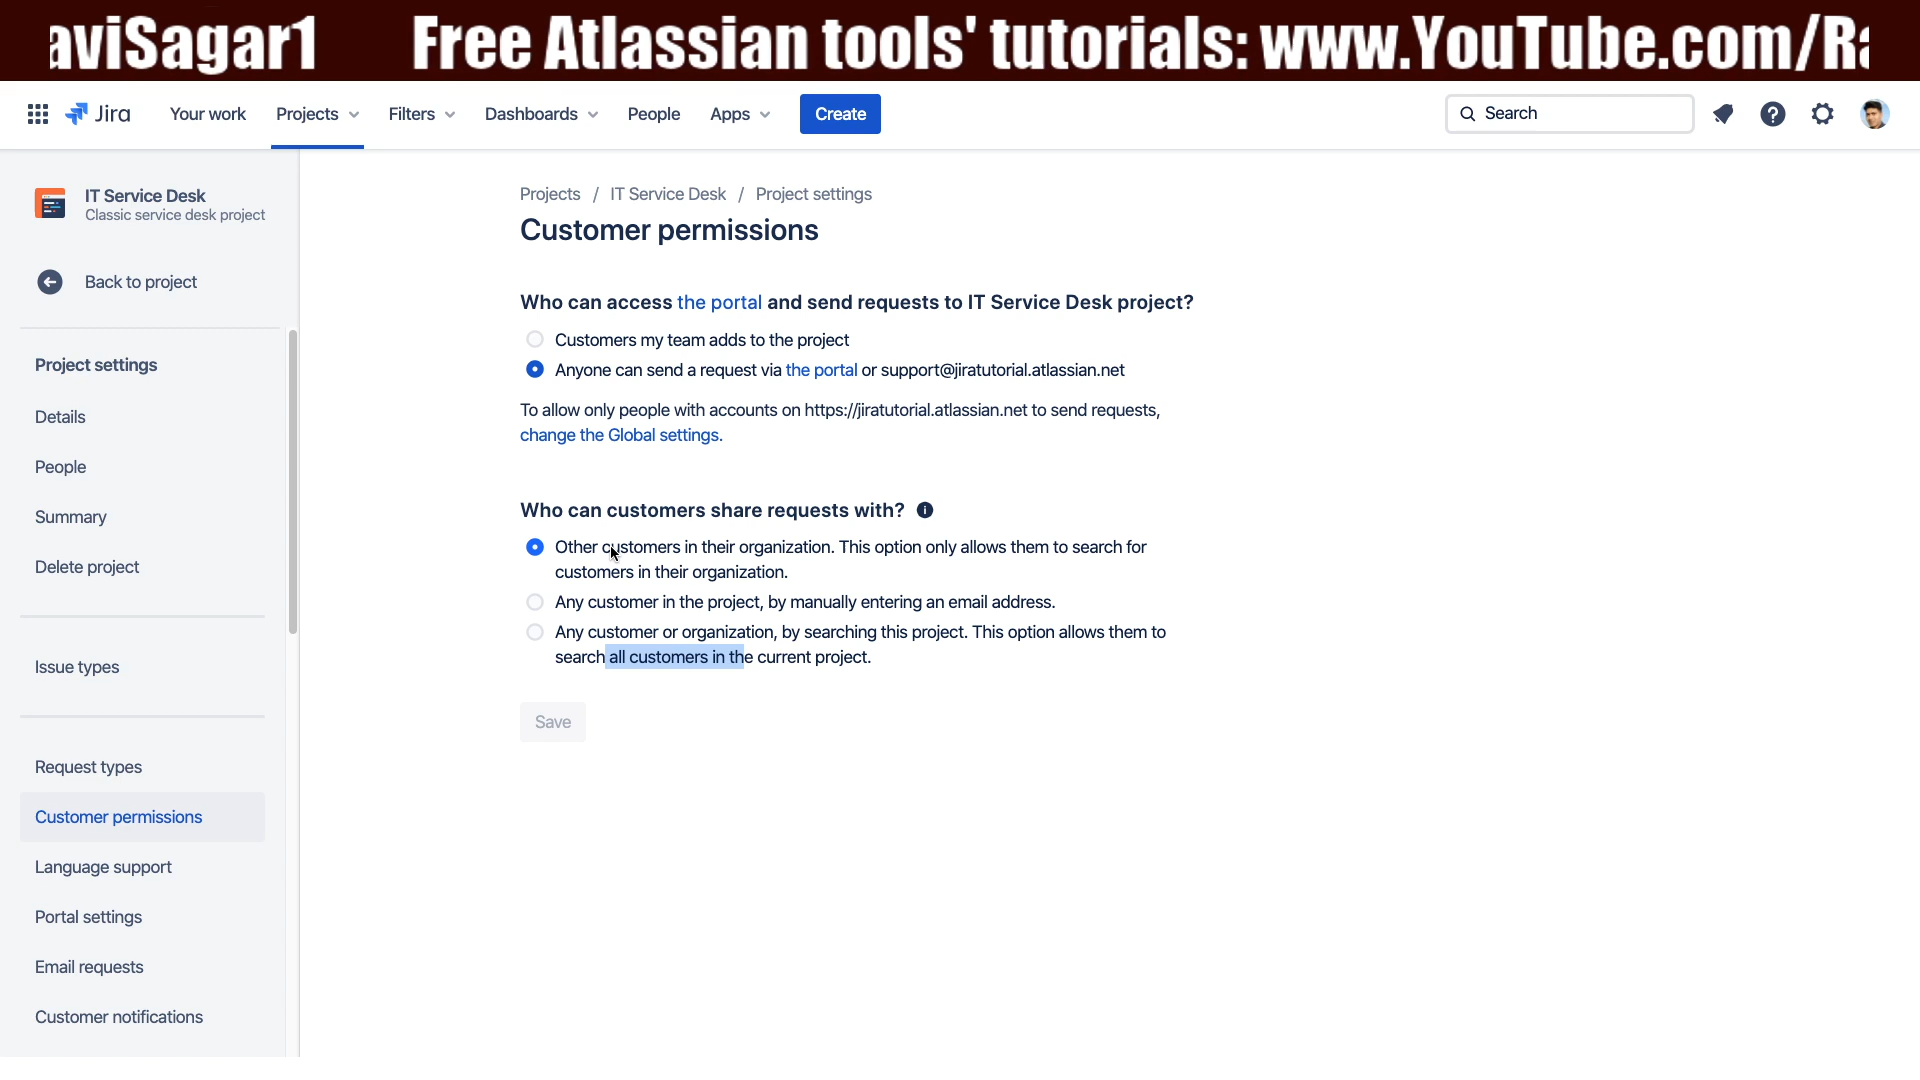 aviSagar1 Free Atlassian tools' tutorials: www.YouTube.com/Ra
Jira Your work Projects Filters Dashboards People Apps Create Search
IT Service Desk
Classic service desk project
Back to project
Project settings
Details
People
Summary
Delete project
Issue types
Request types
Customer permissions
Language support
Portal settings
Email requests
Customer notifications
Projects / IT Service Desk / Project settings
Customer permissions
Who can access the portal and send requests to IT Service Desk project?
Customers my team adds to the project
Anyone can send a request via the portal or support@jiratutorial.atlassian.net
To allow only people with accounts on https://jiratutorial.atlassian.net to send requests,
change the Global settings.
Who can customers share requests with?
Other customers in their organization. This option only allows them to search for
customers in their organization.
Any customer in the project, by manually entering an email address.
Any customer or organization, by searching this project. This option allows them to
search all customers in the current project.
Save